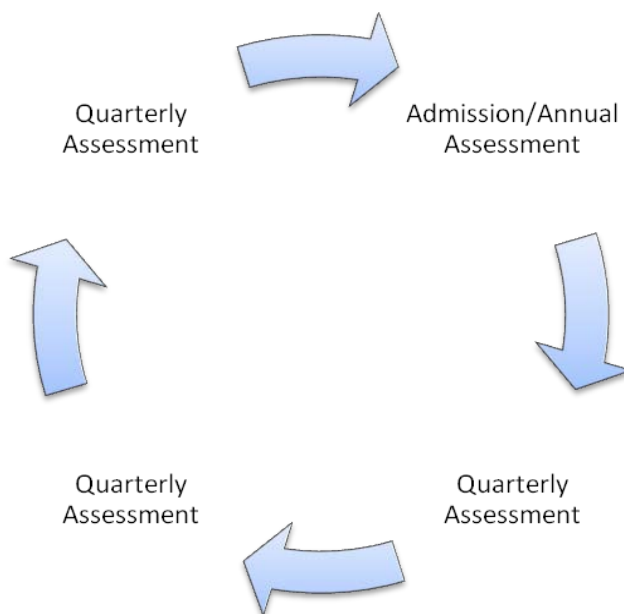 Quarterly
Assessment
Admission/Annual
Assessment
Quarterly
Assessment
Quarterly
Assessment